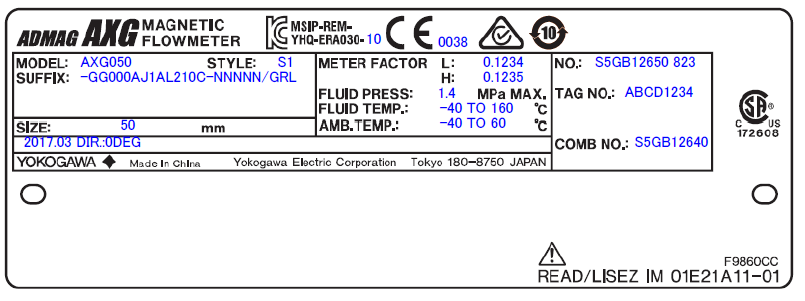 ADMAG AXG MAGNETIC FLOWMETER
MSIP-REM-YHQ-ERA030-10
CE 0038
10
MODEL: AXG050 STYLE: S1
SUFFIX: -GG000AJ1AL210C-NNNNN/GRL
SIZE: 50 mm
2017.03 DIR.:0DEG
METER FACTOR L: 0.1234
H: 0.1235
FLUID PRESS: 1.4 MPa MAX.
FLUID TEMP.: -40 TO 160 °C
AMB.TEMP.: -40 TO 60 °C
NO.: S5GB12650 823
TAG NO.: ABCD1234
COMB NO.: S5GB12640
YOKOGAWA Made in China Yokogawa Electric Corporation Tokyo 180-8750 JAPAN
SA ®
C US
172608
F9860CC
READ/LISEZ IM 01E21A11-01